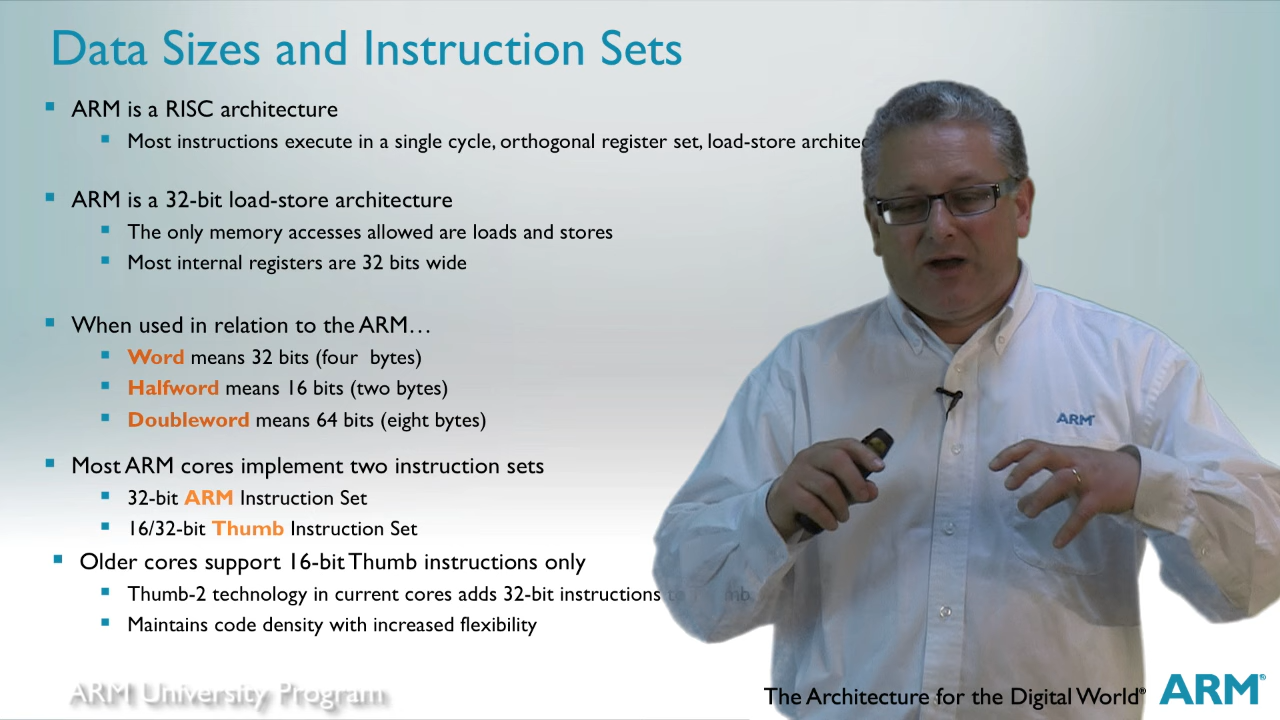 Data Sizes and Instruction Sets
ARM is a RISC architecture
Most instructions execute in a single cycle, orthogonal register set, load-store
ARM is a 32-bit load-store architecture
The only memory accesses allowed are loads and stores
Most internal registers are 32 bits wide
When used in relation to the ARM…
Word means 32 bits (four bytes)
Halfword means 16 bits (two bytes)
Doubleword means 64 bits (eight bytes)
Most ARM cores implement two instruction sets
32-bit ARM Instruction Set
16/32-bit Thumb Instruction Set
Older cores support 16-bit Thumb instructions only
Thumb-2 technology in current cores adds 32-bit instructions to Thumb
Maintains code density with increased flexibility
ARM University Program
The Architecture for the Digital World®
ARM®
ARM